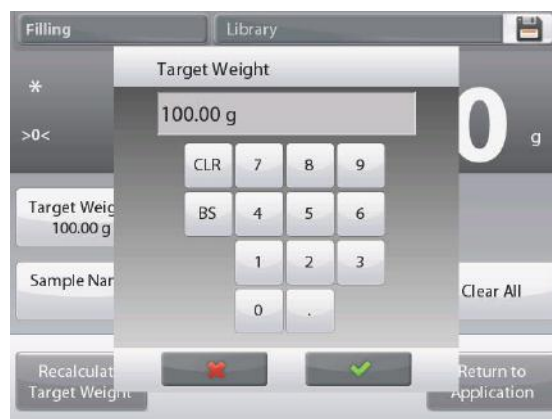 Filling
Library
Target Weight
*
100.00 g
>0<
0
g
CLR 7 8 9
BS 4 5 6
1 2 3
0 .
Target Weig
100.00 g
Sample Nar
Clear All
Recalculat
Target Weight
Return to
Application